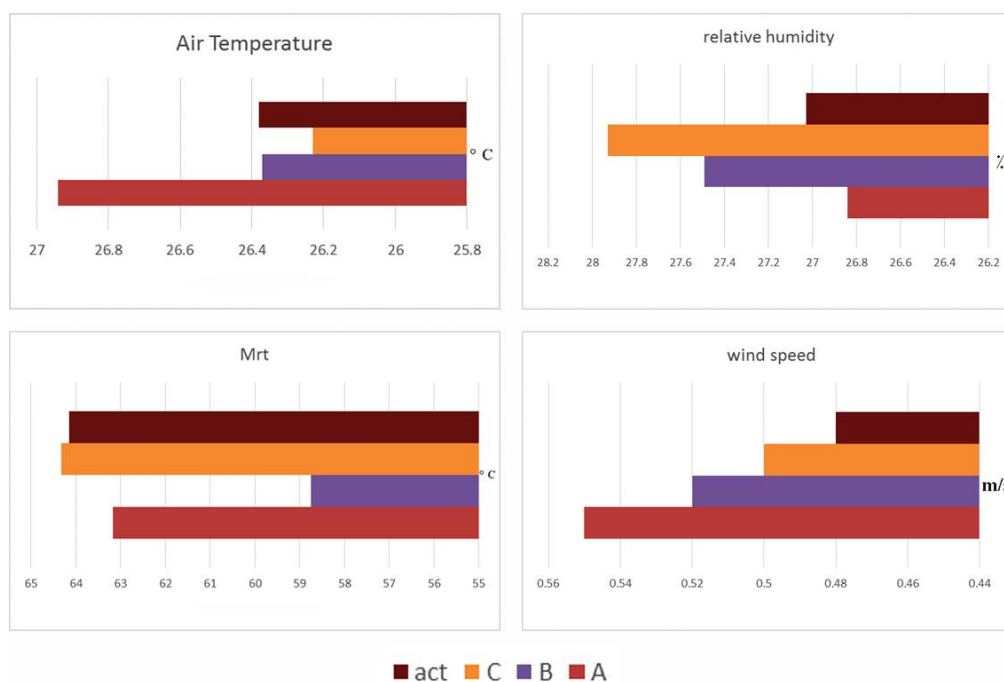 Air Temperature
° C
27 26.8 26.6 26.4 26.2 26 25.8
relative humidity
28.2 28 27.8 27.6 27.4 27.2 27 26.8 26.6 26.4 26.2
Mrt
° c
65 64 63 62 61 60 59 58 57 56 55
wind speed
m/
0.56 0.54 0.52 0.5 0.48 0.46 0.44
act C B A